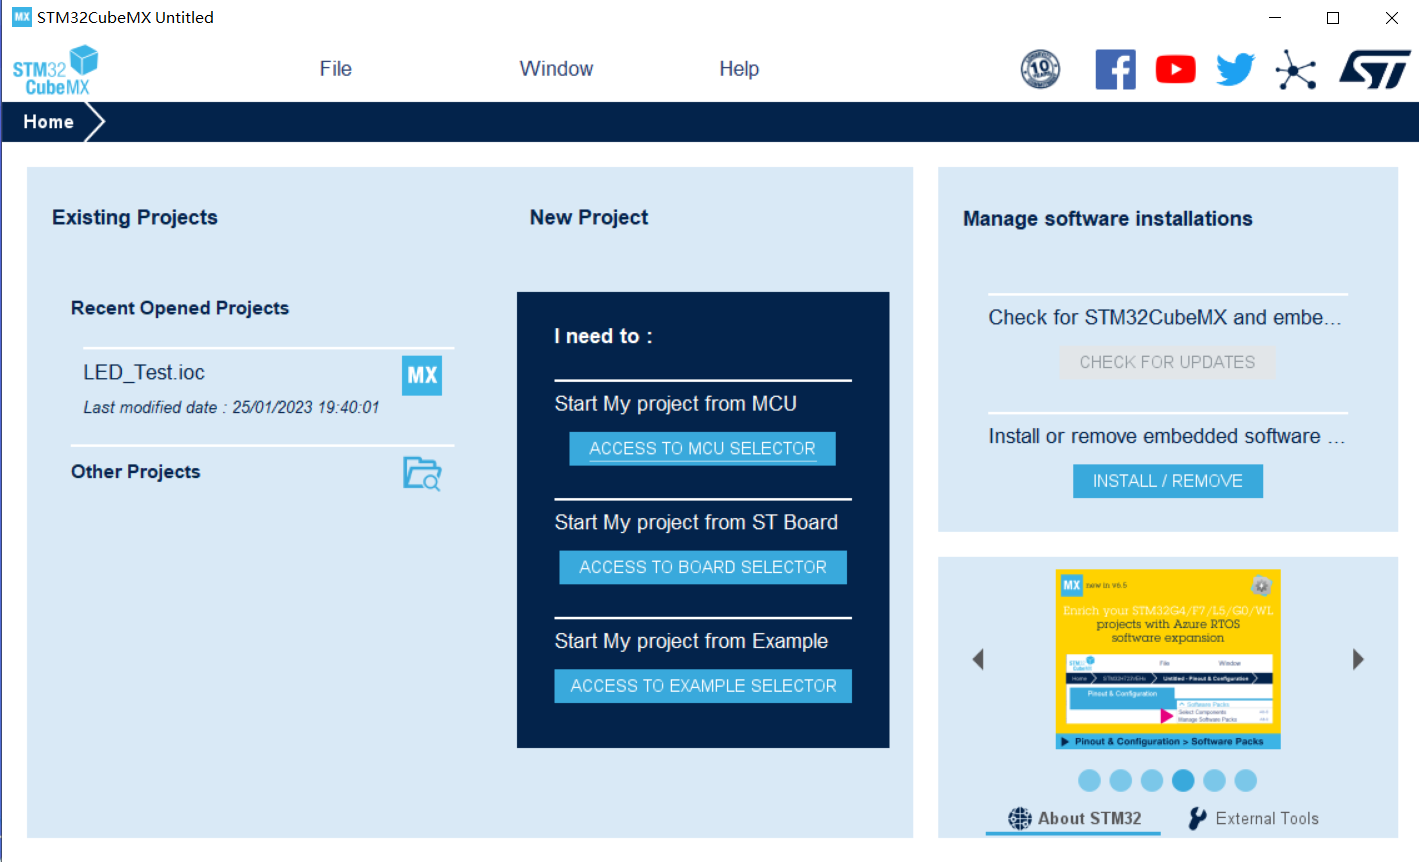 MX STM32CubeMX Untitled
STM32
CubeMX
File
Window
Help
10
Home
Existing Projects
Recent Opened Projects
LED_Test.ioc
MX
Last modified date : 25/01/2023 19:40:01
Other Projects
New Project
I need to :
Start My project from MCU
ACCESS TO MCU SELECTOR
Start My project from ST Board
ACCESS TO BOARD SELECTOR
Start My project from Example
ACCESS TO EXAMPLE SELECTOR
Manage software installations
Check for STM32CubeMX and embe...
CHECK FOR UPDATES
Install or remove embedded software ...
INSTALL / REMOVE
MX new in v6.5
Enrich your STM32G4/F7/L5/G0/WL
projects with Azure RTOS
software expansion
STM32
CubeMX
File
Window
Home
Untitled - Pinout & Configuration
Pinout & Configuration
Software Packs
Select Components
Manage Software Packs
Pinout & Configuration > Software Packs
About STM32
External Tools